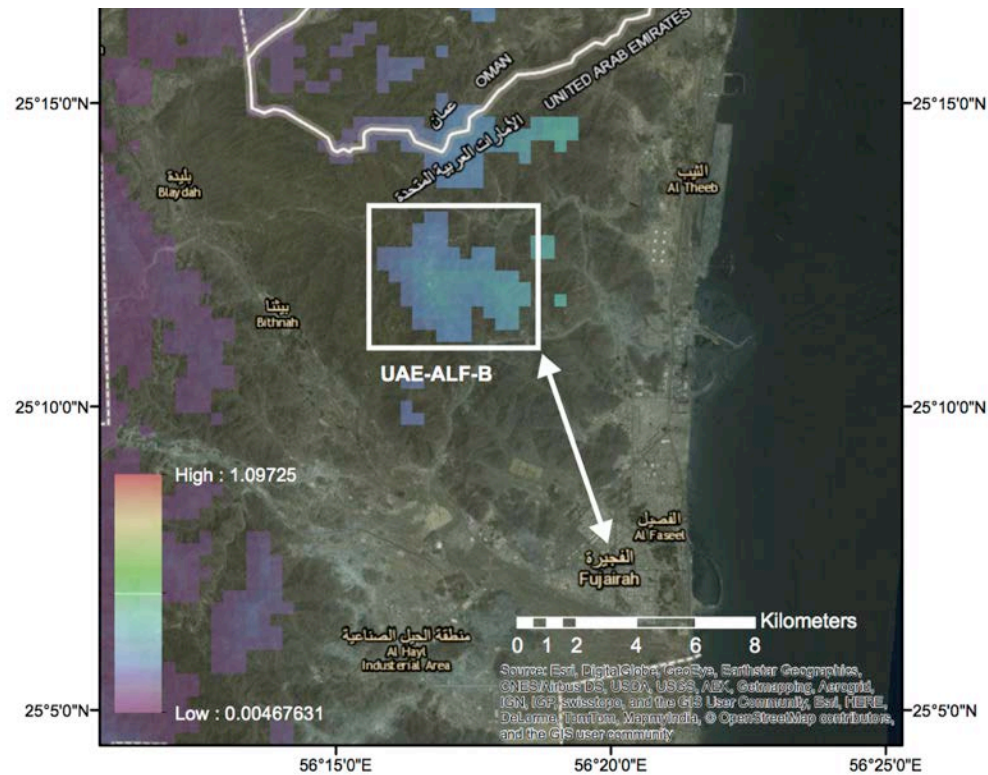 OMAN
عمان
UNITED ARAB EMIRATES
الأمارات العربية المتحدة
25°15'0"N
25°15'0"N
بليدة
Blaydah
الثيب
Al Theeb
بيثنا
Bithnah
UAE-ALF-B
25°10'0"N
25°10'0"N
High : 1.09725
الفصيل
Al Faseel
الفجيرة
Fujairah
منطقة الحيل الصناعية
Al Hayl
Industerial Area
Kilometers
0 1 2 4 6 8
Low : 0.00467631
25°5'0"N
25°5'0"N
Source: Esri, DigitalGlobe, GeoEye, Earthstar Geographics,
CNES/Airbus DS, USDA, USGS, AEX, Getmapping, Aerogrid,
IGN, IGP, swisstopo, and the GIS User Community, Esri, HERE,
DeLorme, TomTom, MapmyIndia, © OpenStreetMap contributors,
and the GIS user community
56°15'0"E
56°20'0"E
56°25'0"E